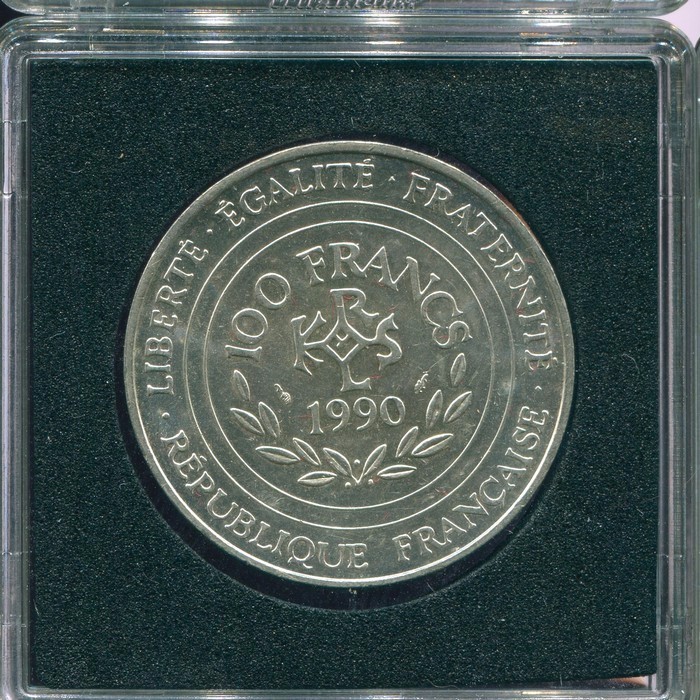 · LIBERTÉ · ÉGALITÉ · FRATERNITÉ ·
RÉPUBLIQUE FRANÇAISE
100 FRANCS
R
K S
L
1990